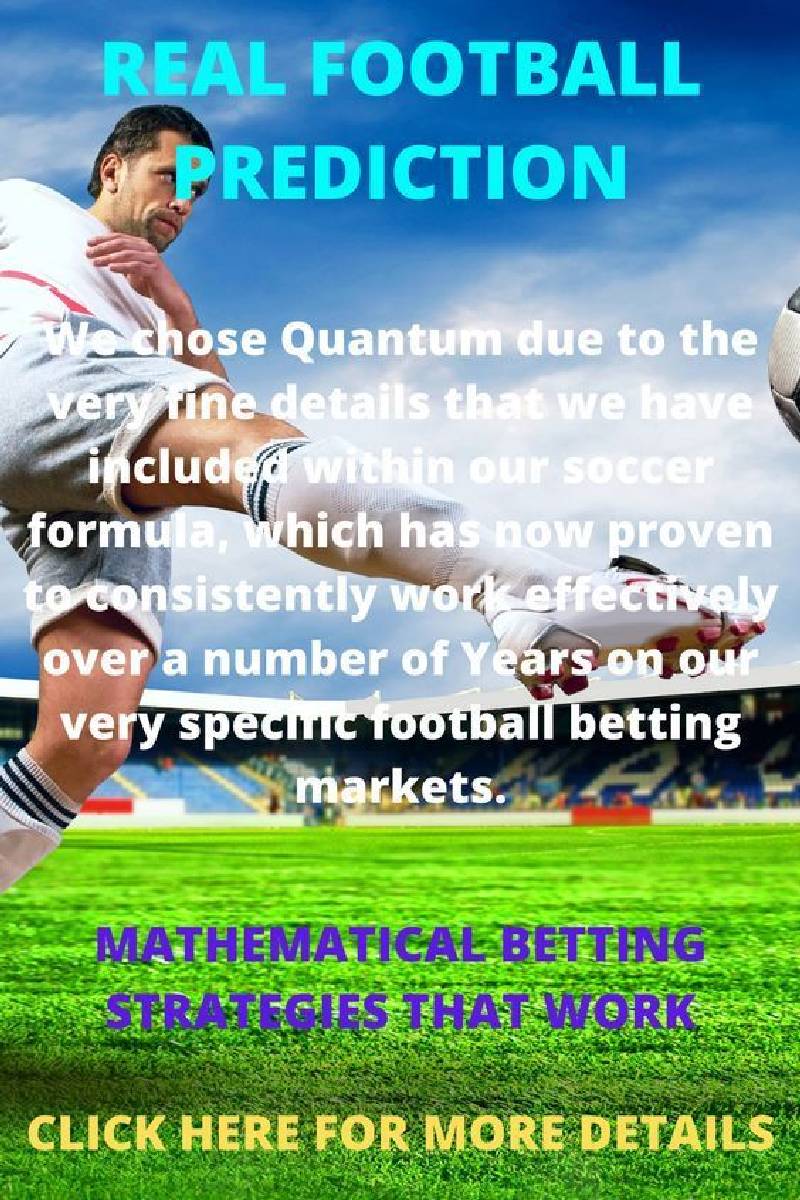 REAL FOOTBALL
PREDICTION
We chose Quantum due to the
very fine details that we have
included within our soccer
formula, which has now proven
to consistently work effectively
over a number of Years on our
very specific football betting
markets.
MATHEMATICAL BETTING
STRATEGIES THAT WORK
CLICK HERE FOR MORE DETAILS